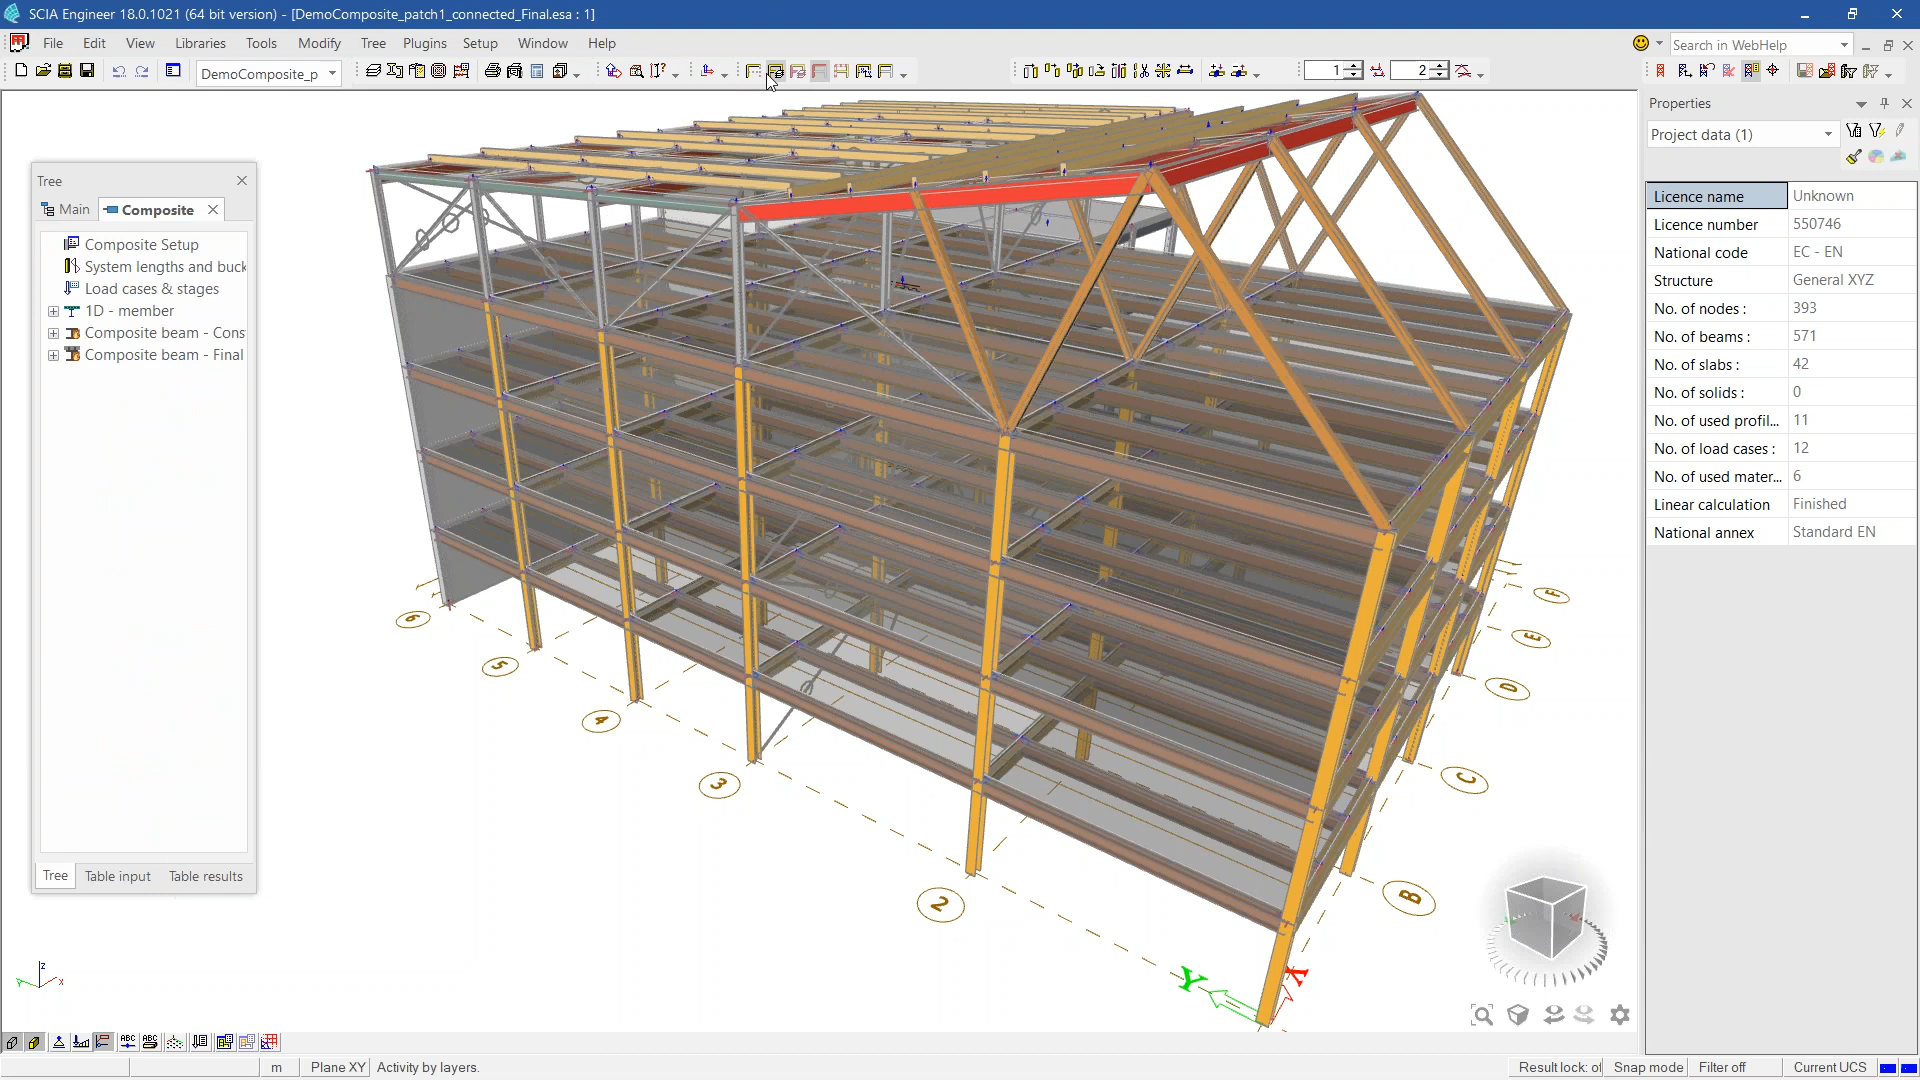 SCIA Engineer 18.0.1021 (64 bit version) - [DemoComposite_patch1_connected_Final.esa : 1]
File Edit View Libraries Tools Modify Tree Plugins Setup Window Help
Search in WebHelp
DemoComposite_p
1
2
Properties
Project data (1)
Licence name Unknown
Licence number 550746
National code EC - EN
Structure General XYZ
No. of nodes : 393
No. of beams : 571
No. of slabs : 42
No. of solids : 0
No. of used profil... 11
No. of load cases : 12
No. of used mater... 6
Linear calculation Finished
National annex Standard EN
Tree
Main Composite
Composite Setup
System lengths and buck
Load cases & stages
1D - member
Composite beam - Cons
Composite beam - Final
Tree Table input Table results
6
5
4
3
2
F
E
D
C
B
Y
X
z
Y
x
ABC
ABC
m Plane XY Activity by layers.
Result lock: of Snap mode Filter off Current UCS